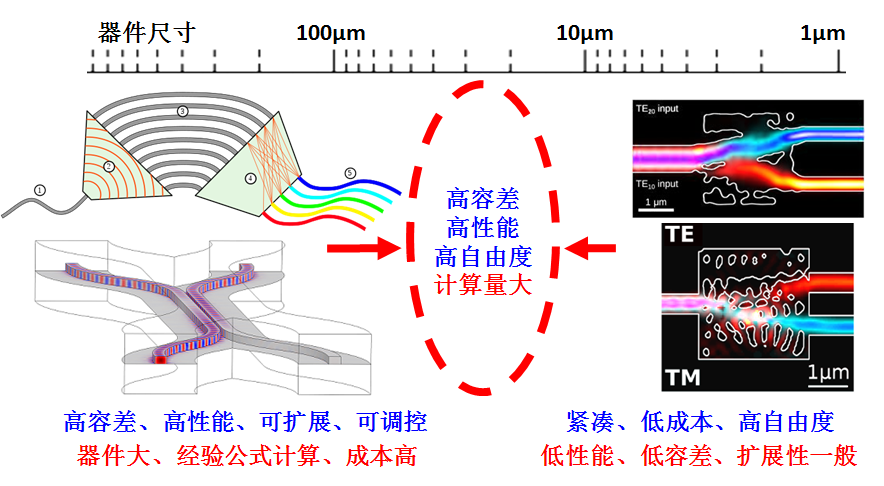 器件尺寸
100μm
10μm
1μm
①
②
③
④
⑤
高容差
高性能
高自由度
计算量大
TE20 input
TE10 input
1 μm
TE
TM
1μm
高容差、高性能、可扩展、可调控
器件大、经验公式计算、成本高
紧凑、低成本、高自由度
低性能、低容差、扩展性一般